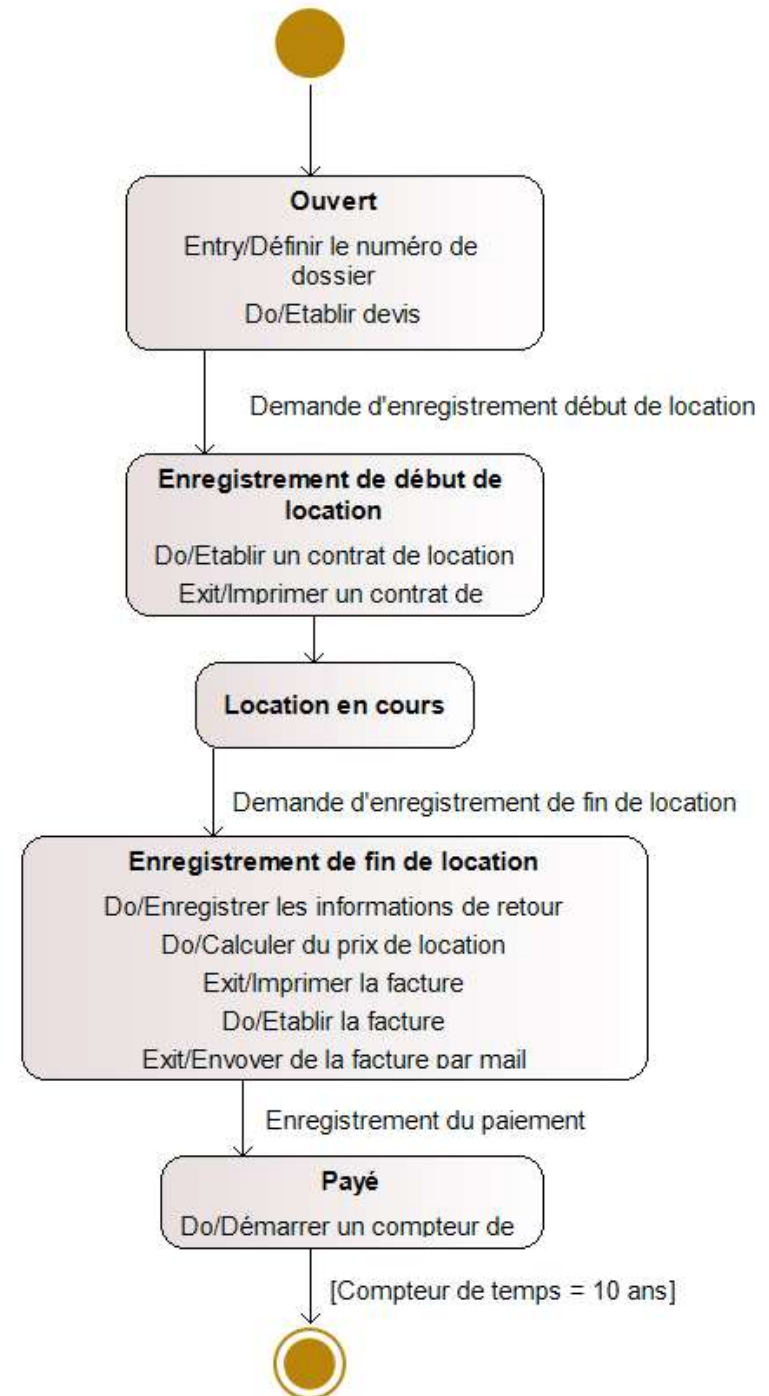 Ouvert
Entry/Définir le numéro de
dossier
Do/Etablir devis
Demande d'enregistrement début de location
Enregistrement de début de
location
Do/Etablir un contrat de location
Exit/Imprimer un contrat de
Location en cours
Demande d'enregistrement de fin de location
Enregistrement de fin de location
Do/Enregistrer les informations de retour
Do/Calculer du prix de location
Exit/Imprimer la facture
Do/Etablir la facture
Exit/Envoyer de la facture par mail
Enregistrement du paiement
Payé
Do/Démarrer un compteur de
[Compteur de temps = 10 ans]